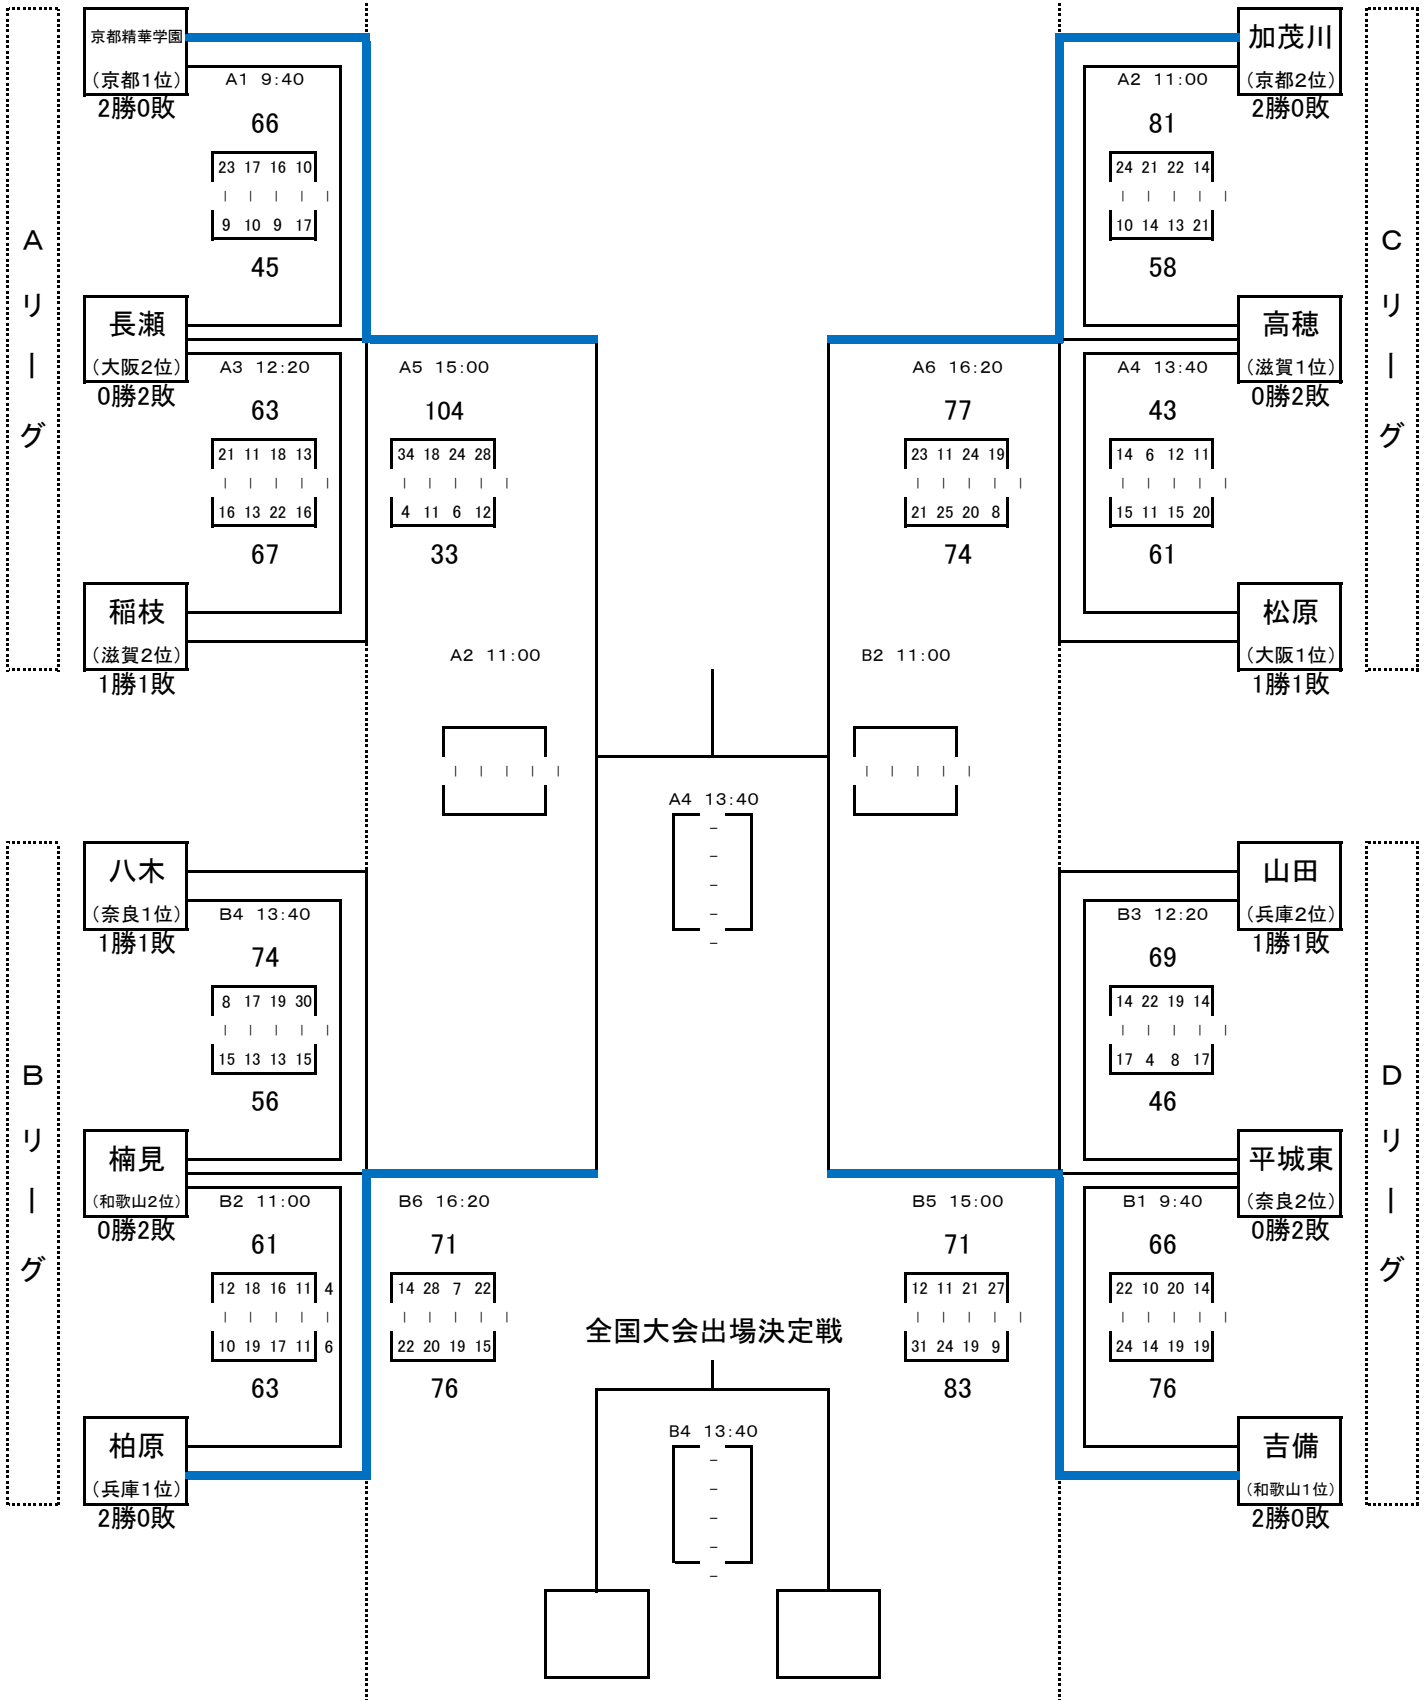 Aリーグ
京都精華学園
（京都1位）
2勝0敗
A1 9:40
66
23 17 16 10
9 10 9 17
45
長瀬
（大阪2位）
0勝2敗
A3 12:20
63
21 11 18 13
16 13 22 16
67
稲枝
（滋賀2位）
1勝1敗
A5 15:00
104
34 18 24 28
4 11 6 12
33
A2 11:00
Bリーグ
八木
（奈良1位）
1勝1敗
B4 13:40
74
8 17 19 30
15 13 13 15
56
楠見
（和歌山2位）
0勝2敗
B2 11:00
61
12 18 16 11 4
10 19 17 11 6
63
柏原
（兵庫1位）
2勝0敗
B6 16:20
71
14 28 7 22
22 20 19 15
76
A4 13:40
全国大会出場決定戦
B4 13:40
Cリーグ
加茂川
（京都2位）
2勝0敗
A2 11:00
81
24 21 22 14
10 14 13 21
58
高穂
（滋賀1位）
0勝2敗
A4 13:40
43
14 6 12 11
15 11 15 20
61
松原
（大阪1位）
1勝1敗
A6 16:20
77
23 11 24 19
21 25 20 8
74
B2 11:00
Dリーグ
山田
（兵庫2位）
1勝1敗
B3 12:20
69
14 22 19 14
17 4 8 17
46
平城東
（奈良2位）
0勝2敗
B1 9:40
66
22 10 20 14
24 14 19 19
76
吉備
（和歌山1位）
2勝0敗
B5 15:00
71
12 11 21 27
31 24 19 9
83